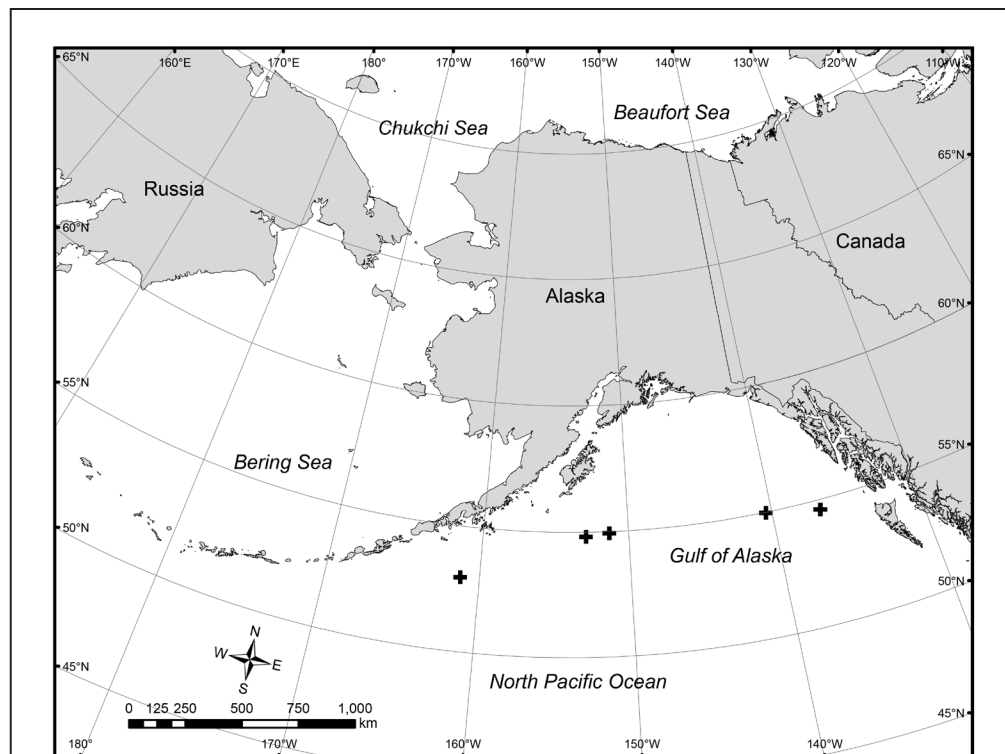 65°N 160°E 170°E 180° 170°W 160°W 150°W 140°W 130°W 120°W 110°W
Chukchi Sea
Beaufort Sea
65°N
Russia
60°N
Canada
Alaska
60°N
55°N
55°N
Bering Sea
50°N
Gulf of Alaska
50°N
N
W
E
S
45°N
North Pacific Ocean
0 125 250 500 750 1,000
km
45°N
180° 170°W 160°W 150°W 140°W